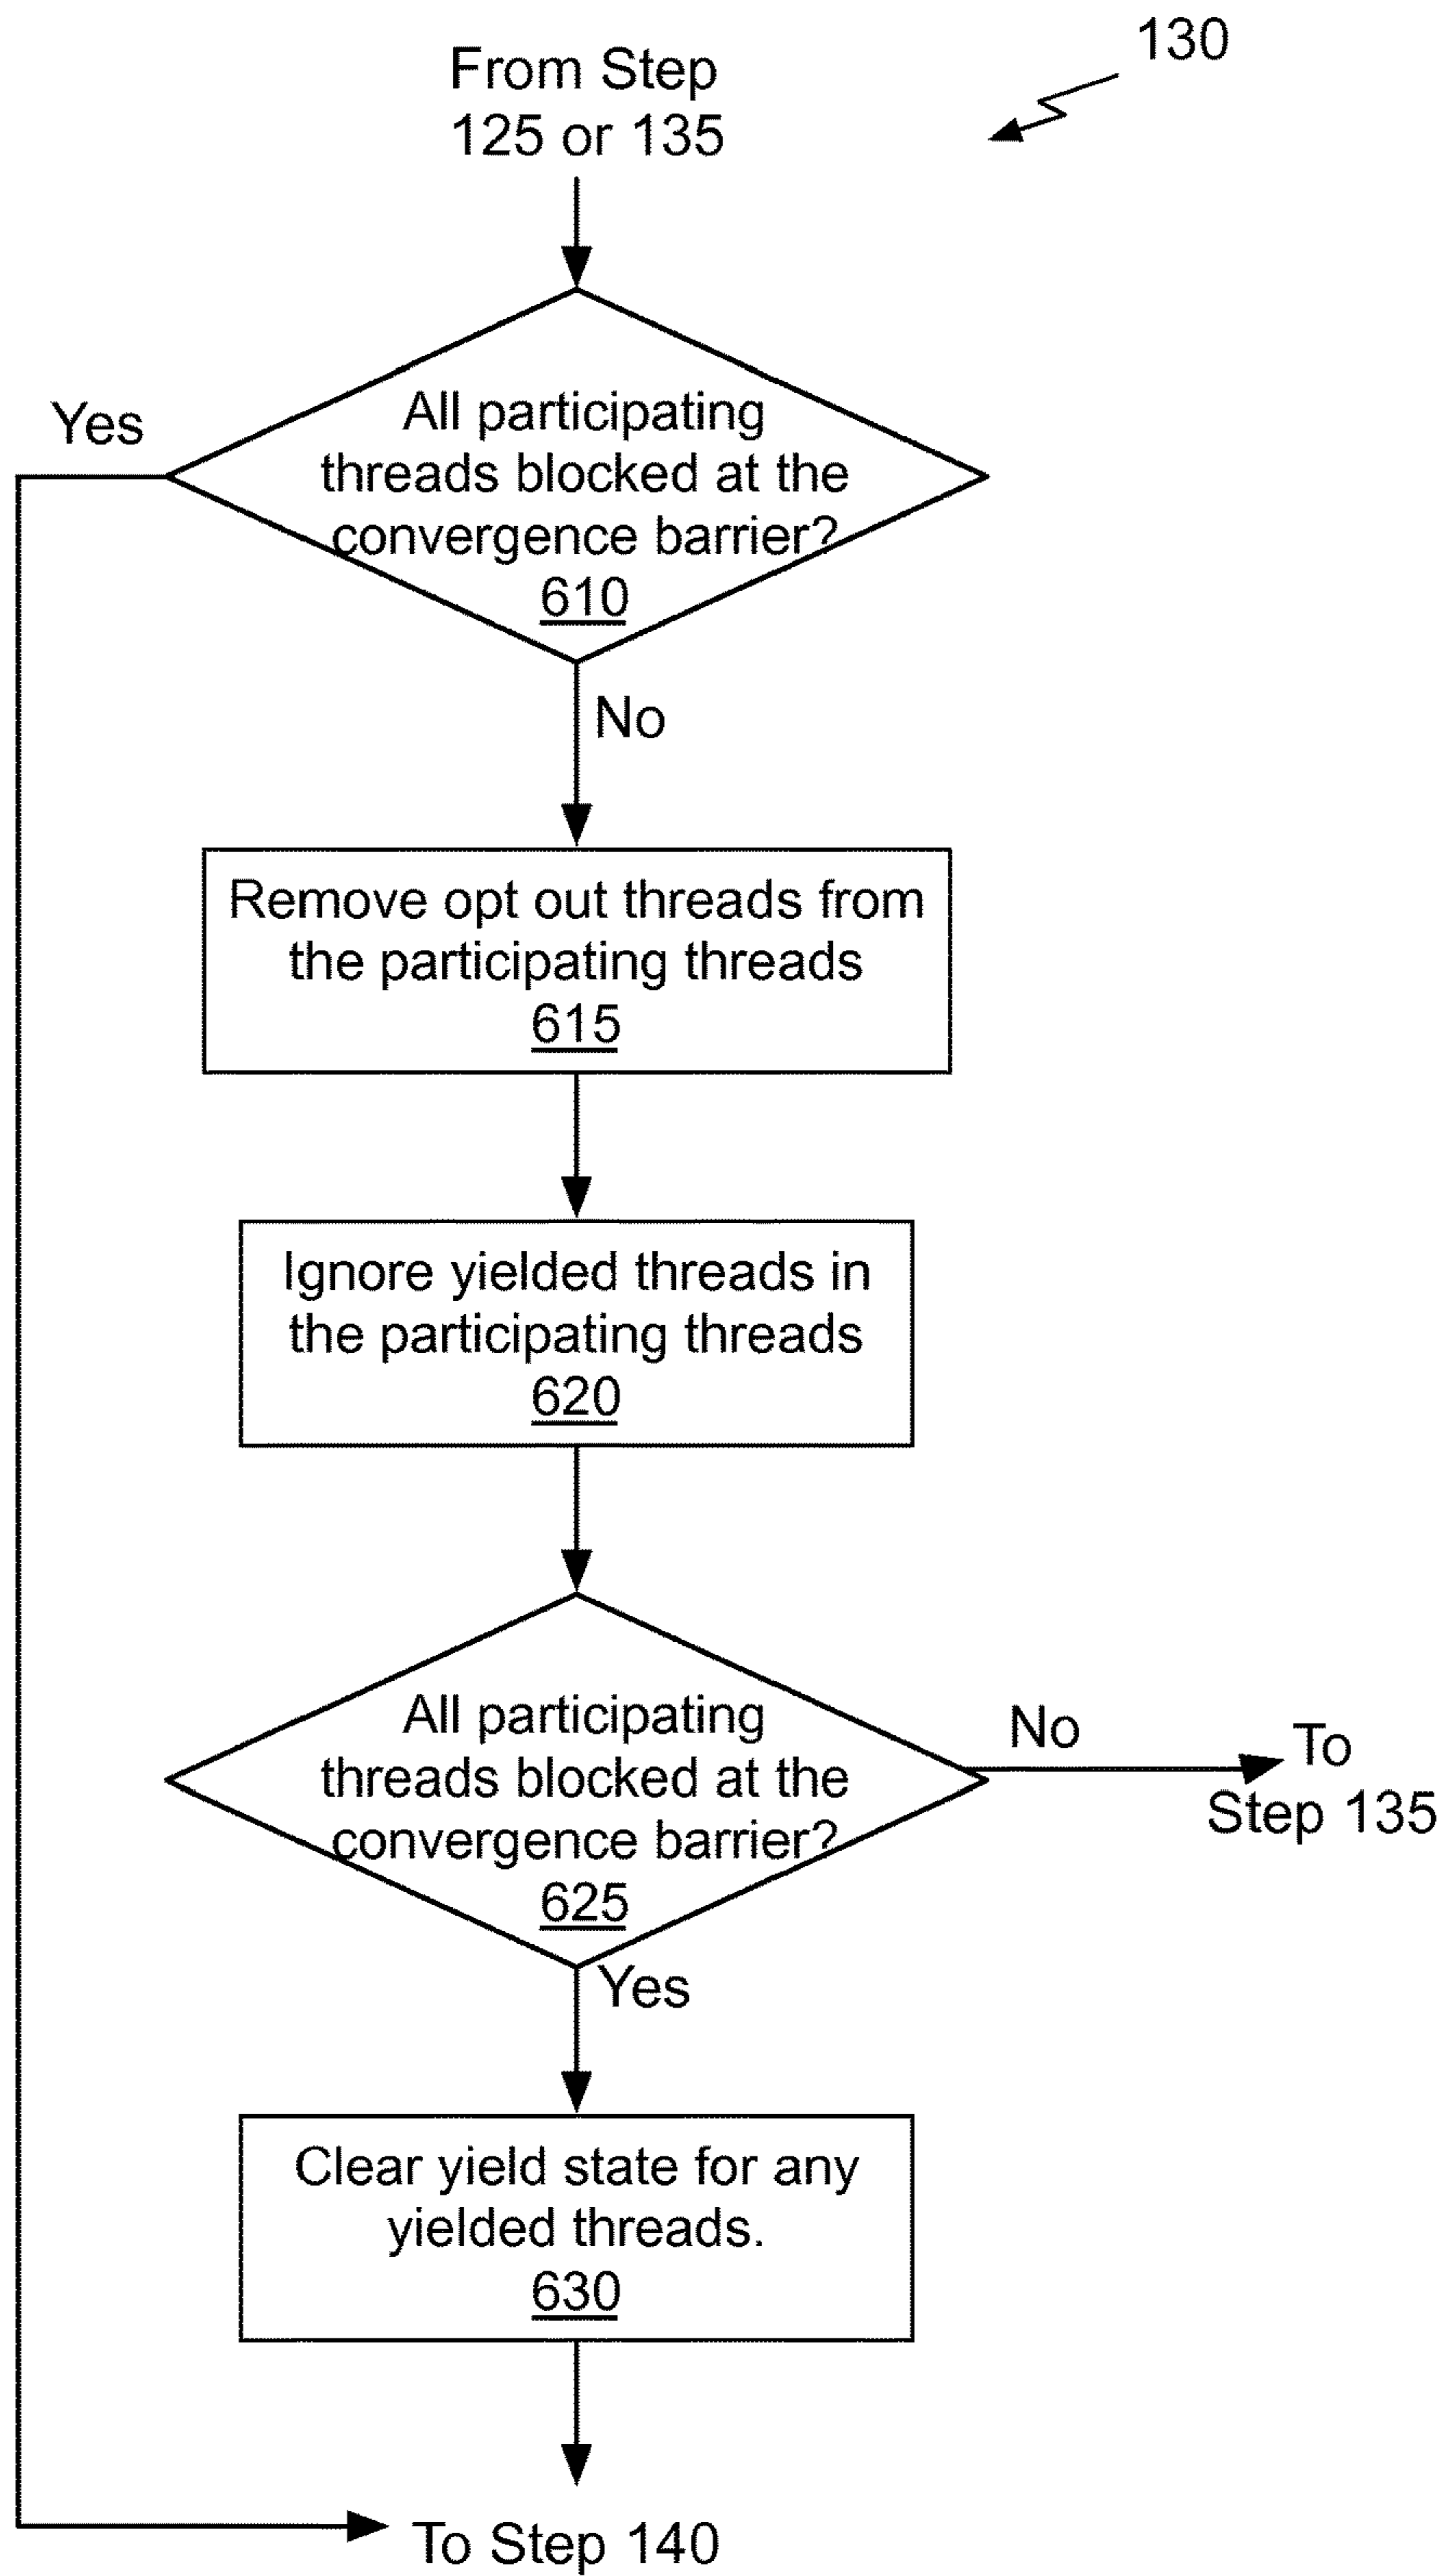 130
From Step
125 or 135
All participating
threads blocked at the
convergence barrier?
610
Yes
No
Remove opt out threads from
the participating threads
615
Ignore yielded threads in
the participating threads
620
All participating
threads blocked at the
convergence barrier?
625
No
To
Step 135
Yes
Clear yield state for any
yielded threads.
630
To Step 140